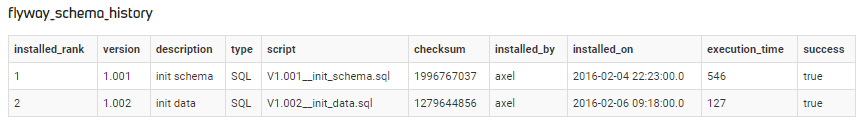 flyway_schema_history
installed_rank version description type script checksum installed_by installed_on execution_time success
1 1.001 init schema SQL V1.001__init_schema.sql 1996767037 axel 2016-02-04 22:23:00.0 546 true
2 1.002 init data SQL V1.002__init_data.sql 1279644856 axel 2016-02-06 09:18:00.0 127 true